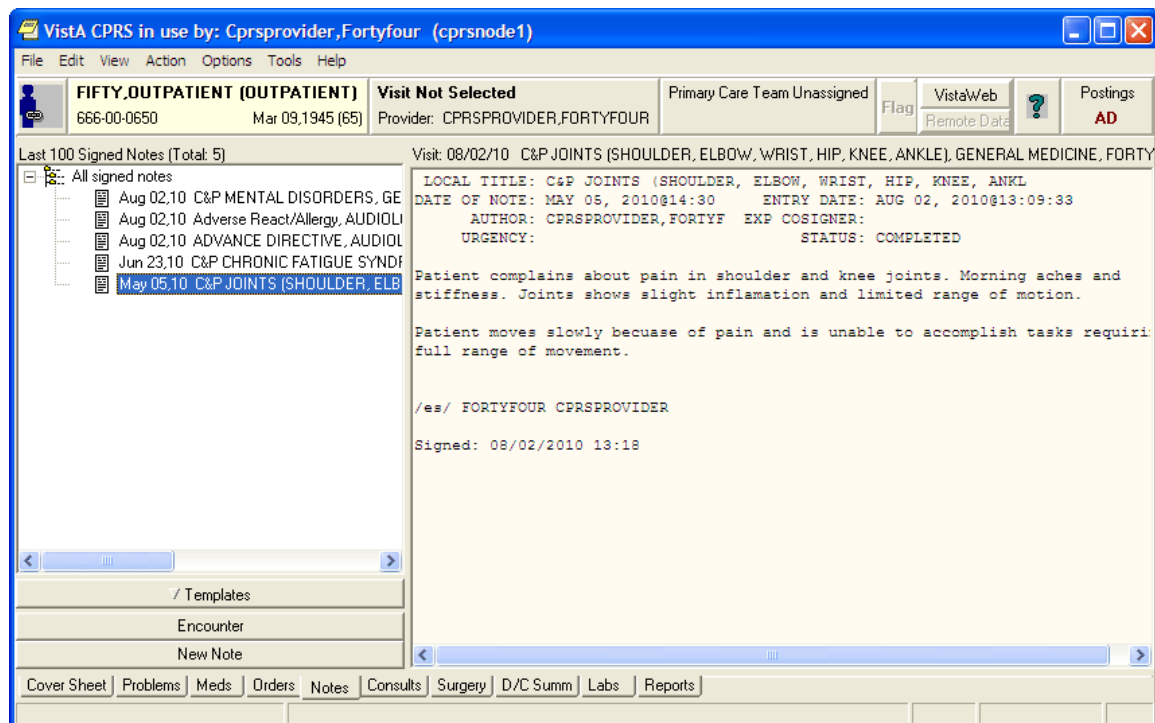 VistA CPRS in use by: Cprsprovider,Fortyfour (cprsnode1)
File Edit View Action Options Tools Help
FIFTY,OUTPATIENT (OUTPATIENT)
666-00-0650 Mar 09,1945 (65)
Visit Not Selected
Provider: CPRSPROVIDER,FORTYFOUR
Primary Care Team Unassigned
Flag
VistaWeb
Remote Data
?
Postings
AD
Last 100 Signed Notes (Total: 5)
All signed notes
Aug 02,10 C&P MENTAL DISORDERS, GE
Aug 02,10 Adverse React/Allergy, AUDIOL
Aug 02,10 ADVANCE DIRECTIVE, AUDIOL
Jun 23,10 C&P CHRONIC FATIGUE SYNDR
May 05,10 C&P JOINTS (SHOULDER, ELB
Templates
Encounter
New Note
Visit: 08/02/10 C&P JOINTS (SHOULDER, ELBOW, WRIST, HIP, KNEE, ANKLE), GENERAL MEDICINE, FORTY
LOCAL TITLE: C&P JOINTS (SHOULDER, ELBOW, WRIST, HIP, KNEE, ANKL
DATE OF NOTE: MAY 05, 2010@14:30 ENTRY DATE: AUG 02, 2010@13:09:33
AUTHOR: CPRSPROVIDER,FORTYF EXP COSIGNER:
URGENCY: STATUS: COMPLETED
Patient complains about pain in shoulder and knee joints. Morning aches and
stiffness. Joints shows slight inflamation and limited range of motion.
Patient moves slowly becuase of pain and is unable to accomplish tasks requiri
full range of movement.
/es/ FORTYFOUR CPRSPROVIDER
Signed: 08/02/2010 13:18
Cover Sheet Problems Meds Orders Notes Consults Surgery D/C Summ Labs Reports